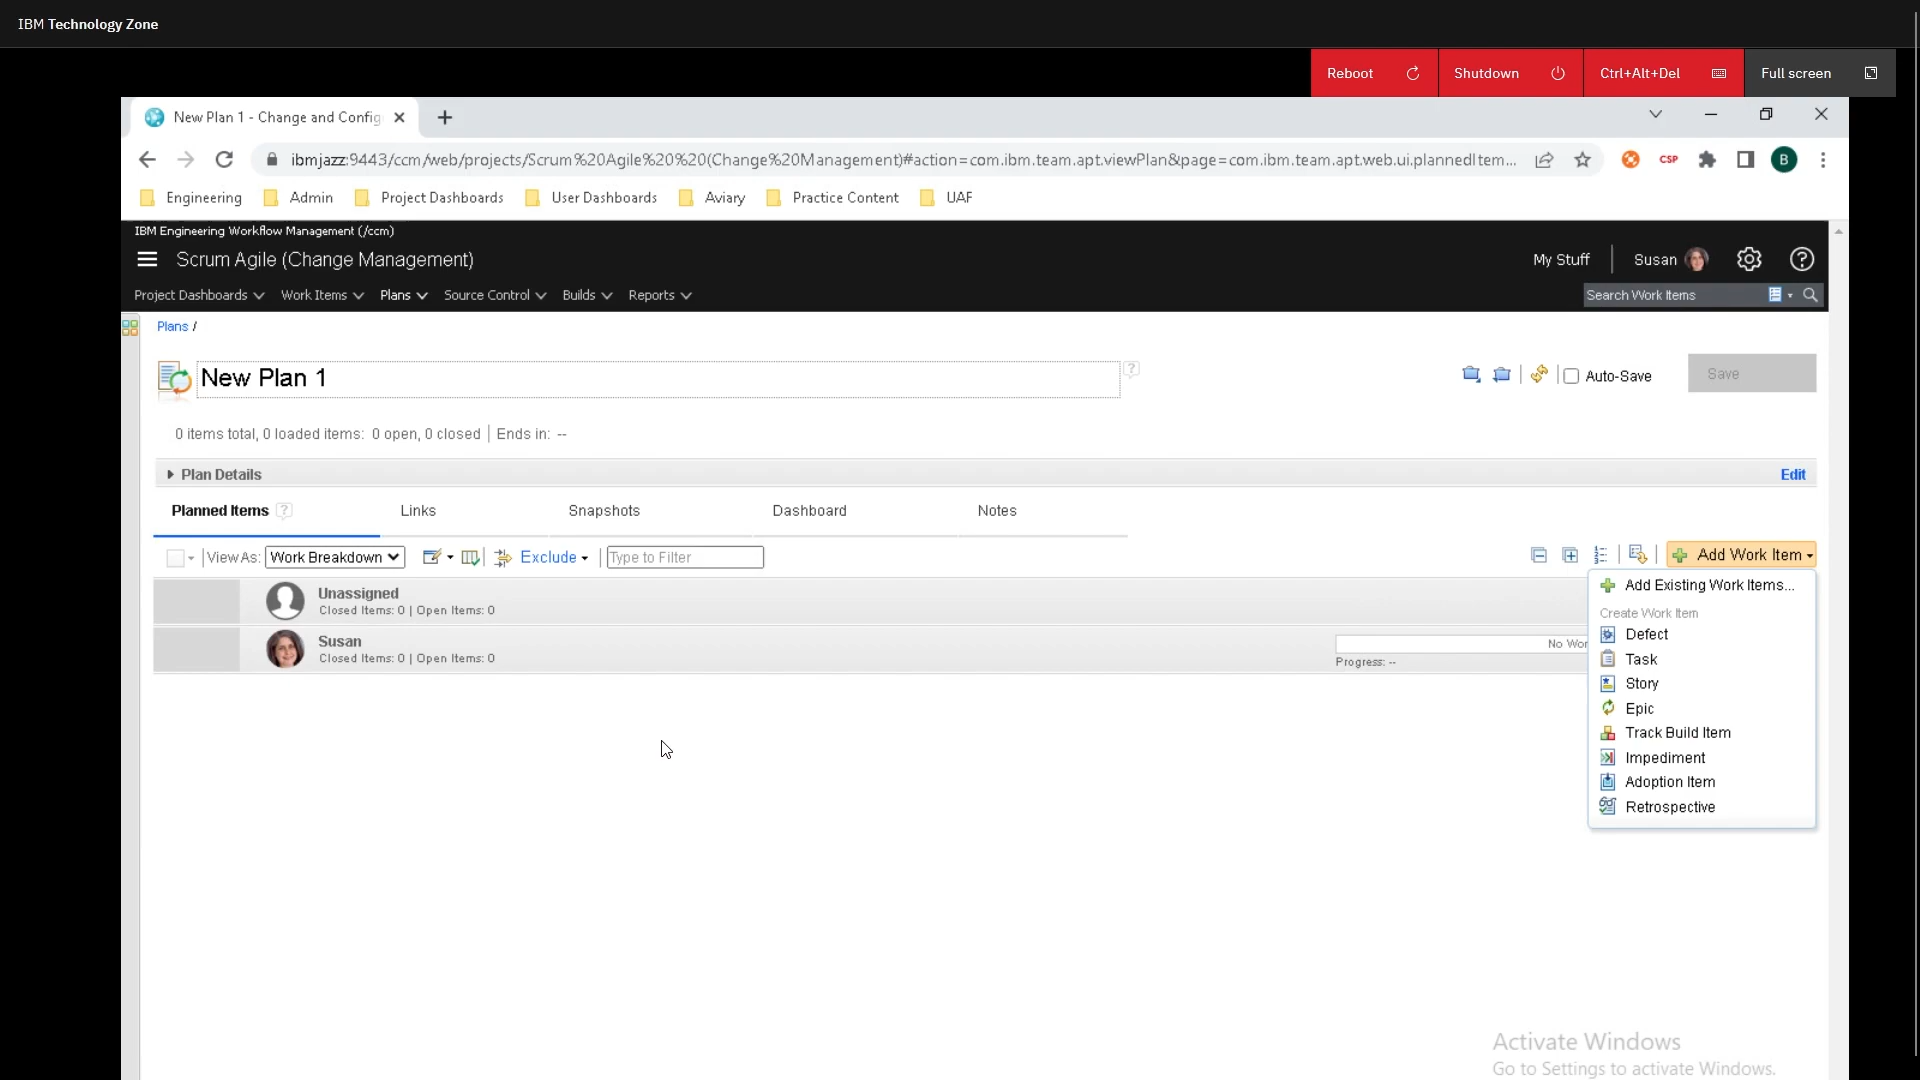 IBM Technology Zone
Reboot
Shutdown
Ctrl+Alt+Del
Full screen
New Plan 1 - Change and Config
ibmjazz:9443/ccm/web/projects/Scrum%20Agile%20%20(Change%20Management)#action=com.ibm.team.apt.viewPlan&page=com.ibm.team.apt.web.ui.plannedItem...
CSP
B
Engineering
Admin
Project Dashboards
User Dashboards
Aviary
Practice Content
UAF
IBM Engineering Workflow Management (/ccm)
Scrum Agile (Change Management)
My Stuff
Susan
Project Dashboards
Work Items
Plans
Source Control
Builds
Reports
Search Work Items
Plans /
New Plan 1
?
Auto-Save
Save
0 items total, 0 loaded items: 0 open, 0 closed | Ends in: --
Plan Details
Edit
Planned Items ?
Links
Snapshots
Dashboard
Notes
View As: Work Breakdown
Exclude
Type to Filter
Add Work Item
Unassigned
Closed Items: 0 | Open Items: 0
Susan
Closed Items: 0 | Open Items: 0
No Wor
Progress: --
Add Existing Work Items...
Create Work Item
Defect
Task
Story
Epic
Track Build Item
Impediment
Adoption Item
Retrospective
Activate Windows
Go to Settings to activate Windows.